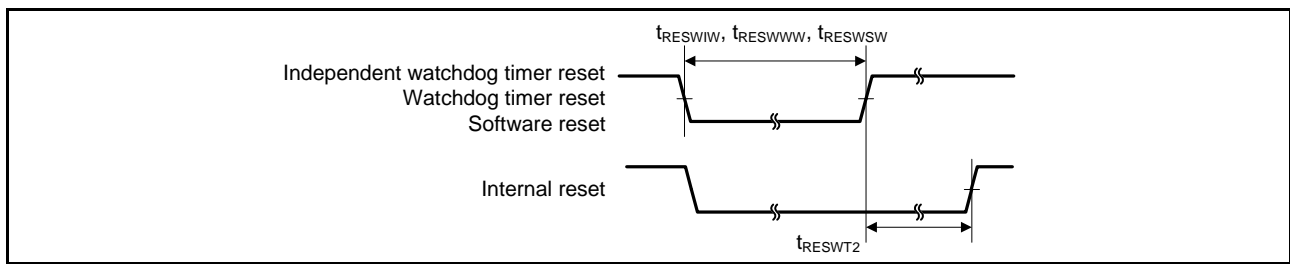 tRESWIW, tRESWWW, tRESWSW
Independent watchdog timer reset
Watchdog timer reset
Software reset
Internal reset
tRESWT2